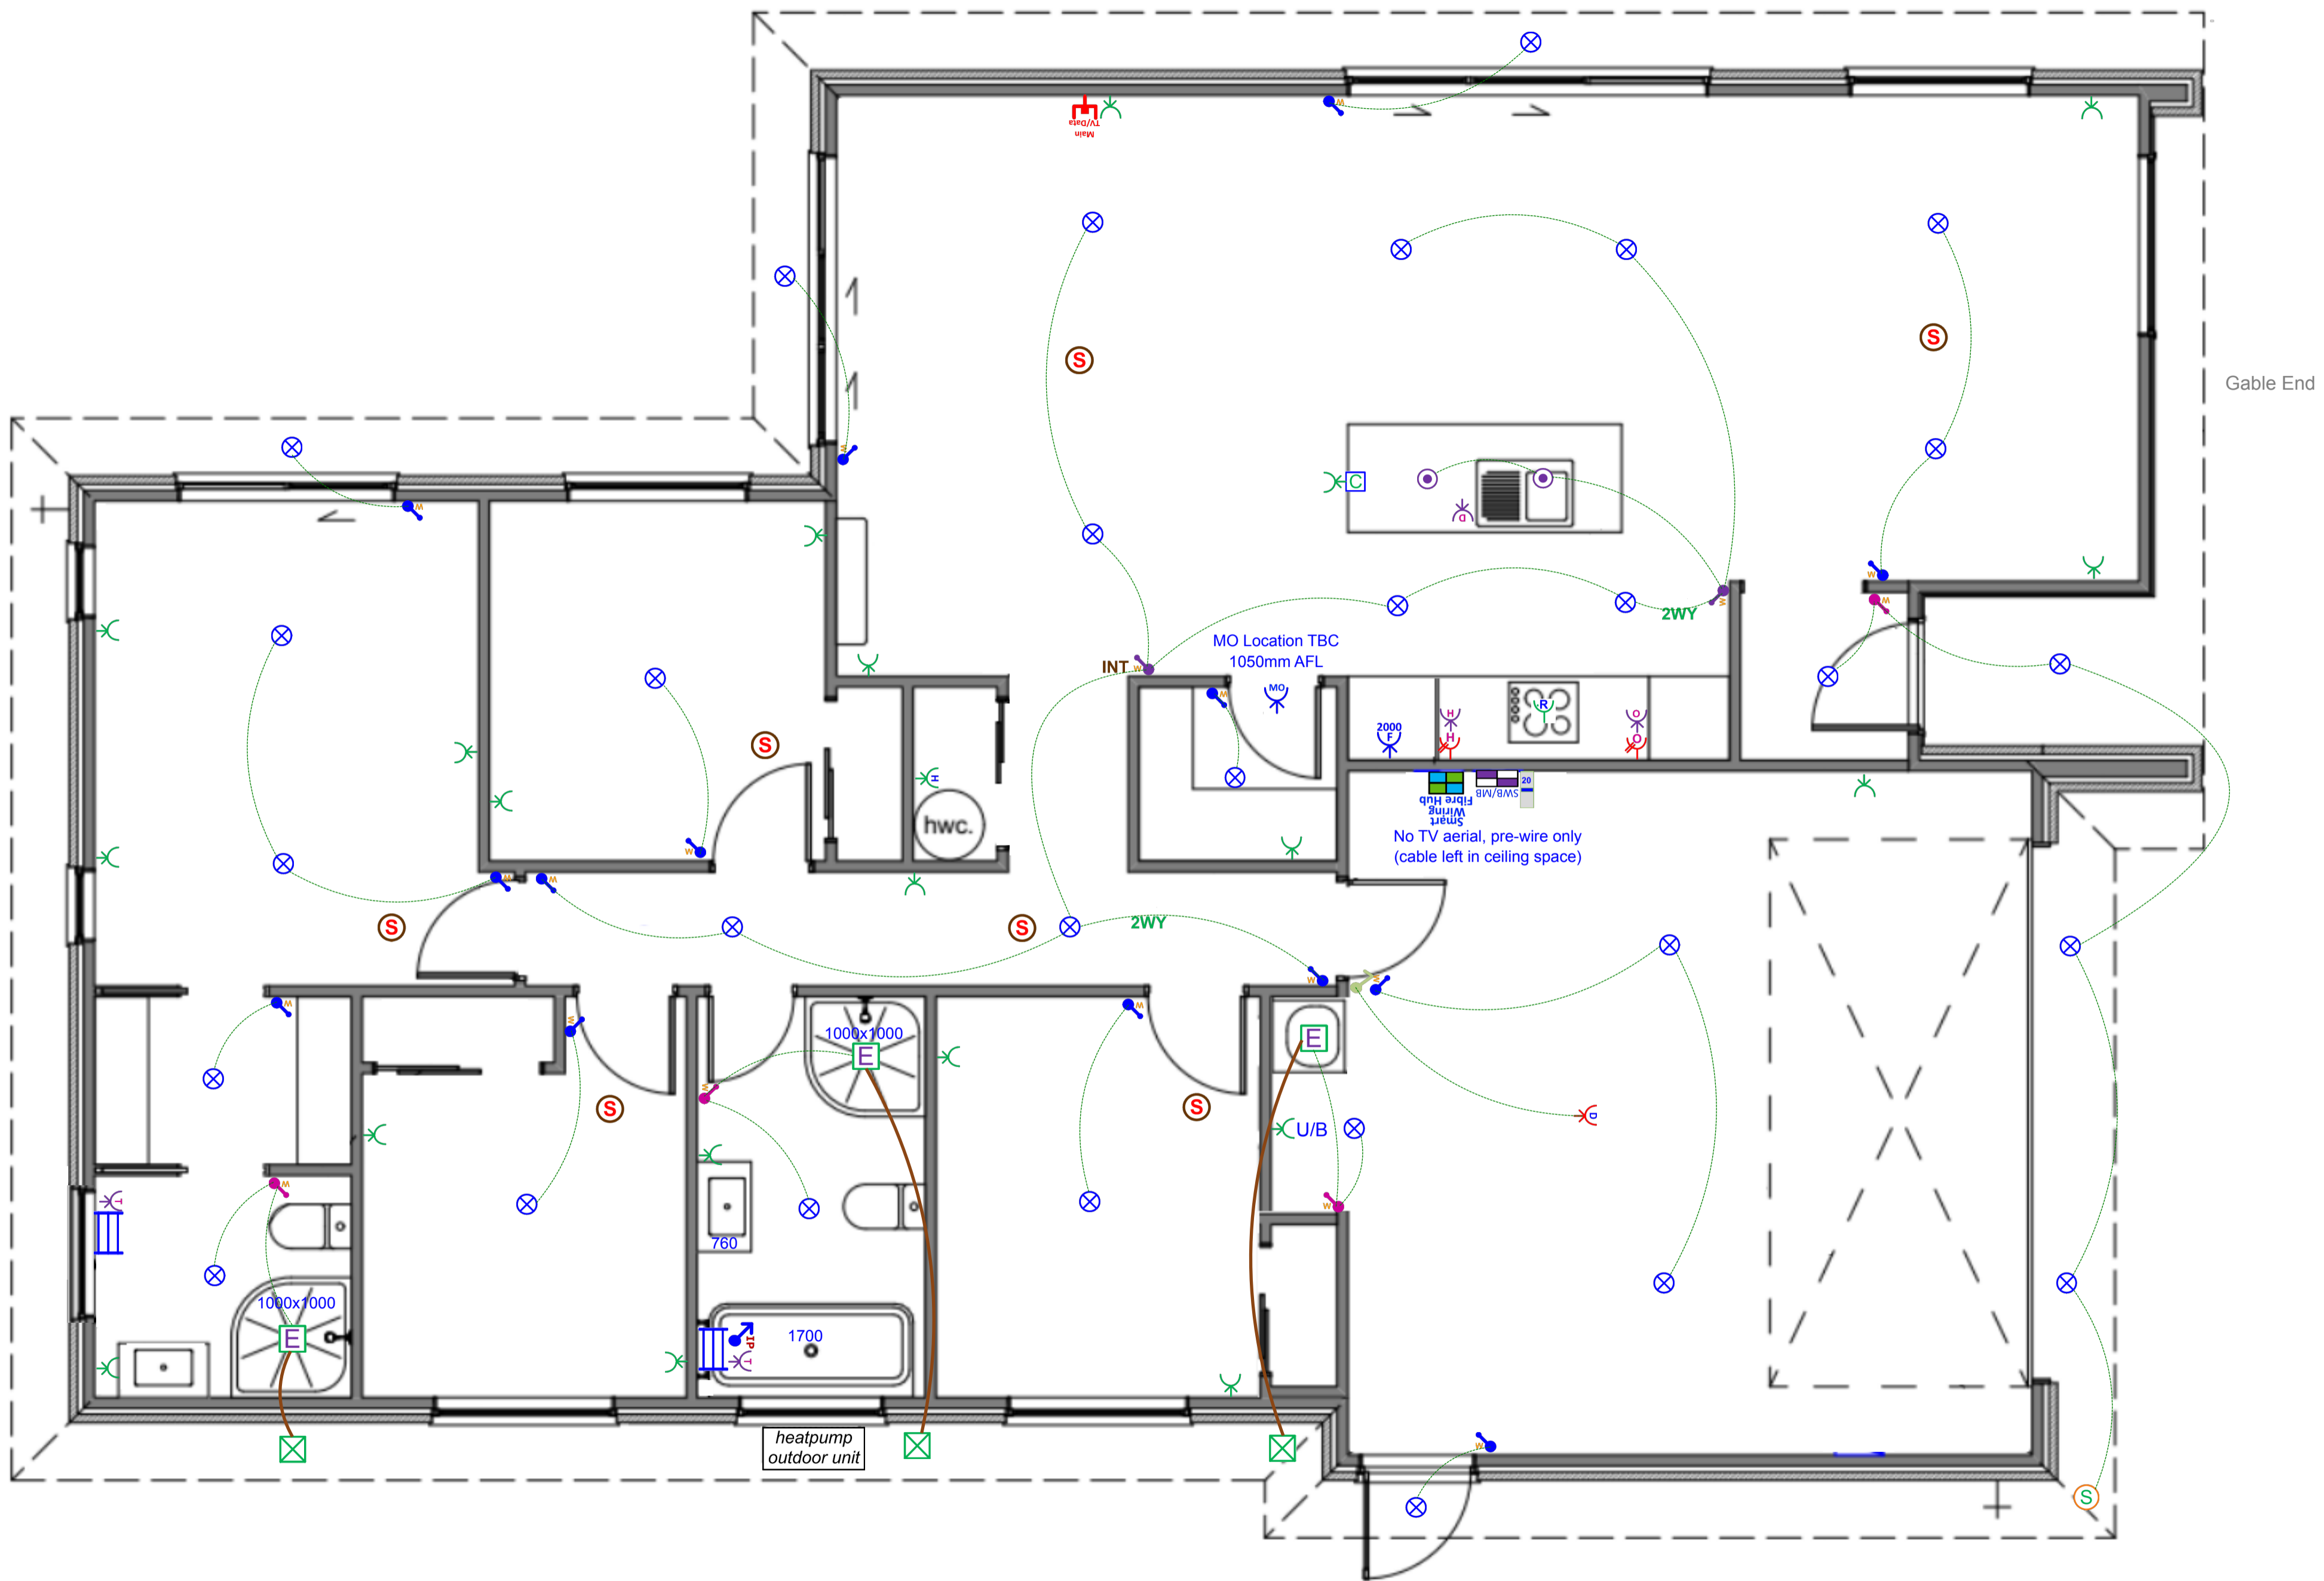 Main
TV/Data
W
W
S
S
Gable End
W
C
D
W
W
W
2WY
W
INT
W
MO Location TBC
1050mm AFL
W
MO
2000
F
H
H
R
O
O
S
H
hwc.
Smart
Wiring
Fibre Hub
SWB/MB
20
No TV aerial, pre-wire only
(cable left in ceiling space)
W
W
W
S
S
2WY
W
W
W
W
W
1000x1000
E
E
W
S
S
D
U/B
W
T
W
760
1000x1000
E
IP
T
1700
heatpump
outdoor unit
W
S